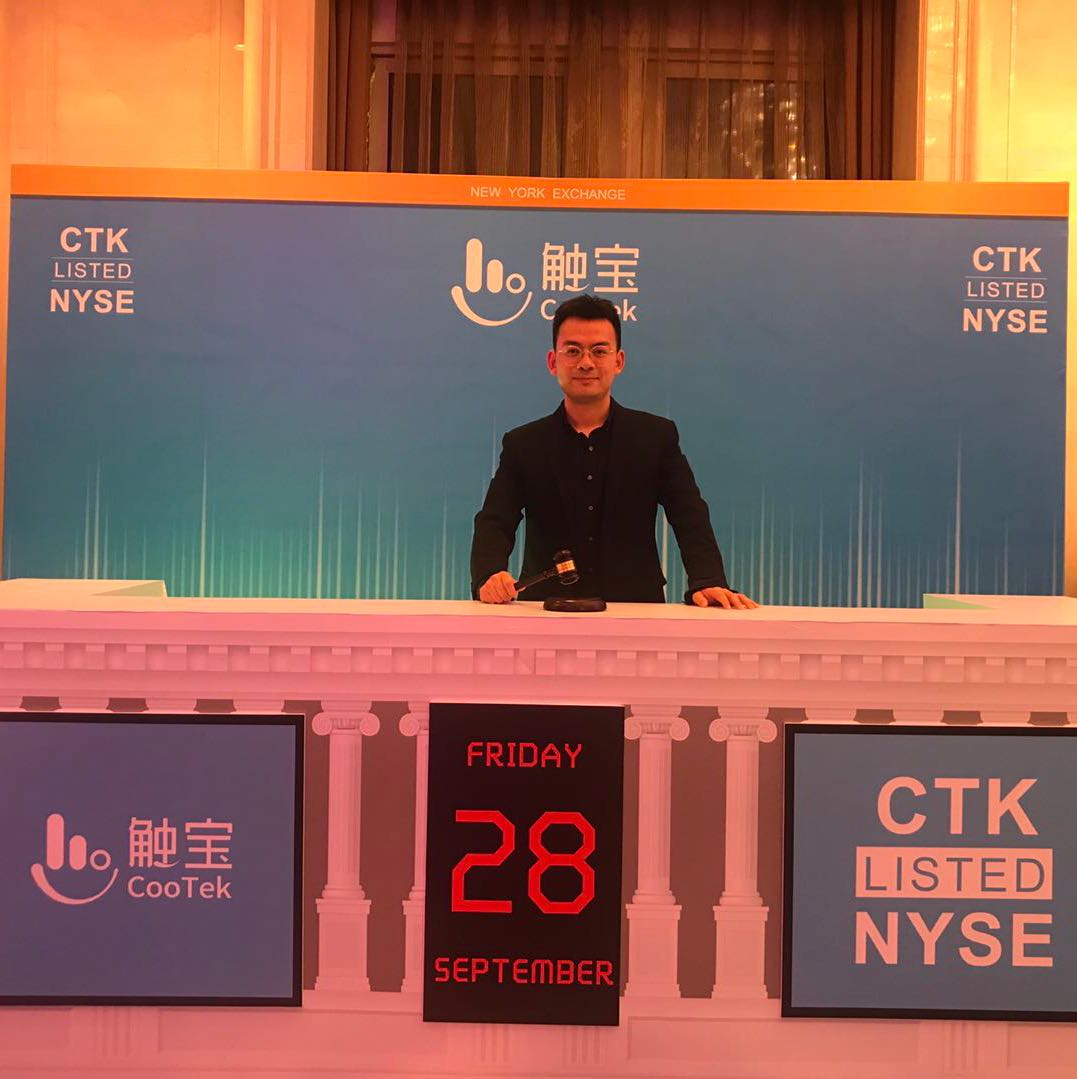 NEW YORK EXCHANGE
CTK
LISTED
NYSE
触宝
CTK
LISTED
NYSE
触宝
CooTek
FRIDAY
28
SEPTEMBER
CTK
LISTED
NYSE